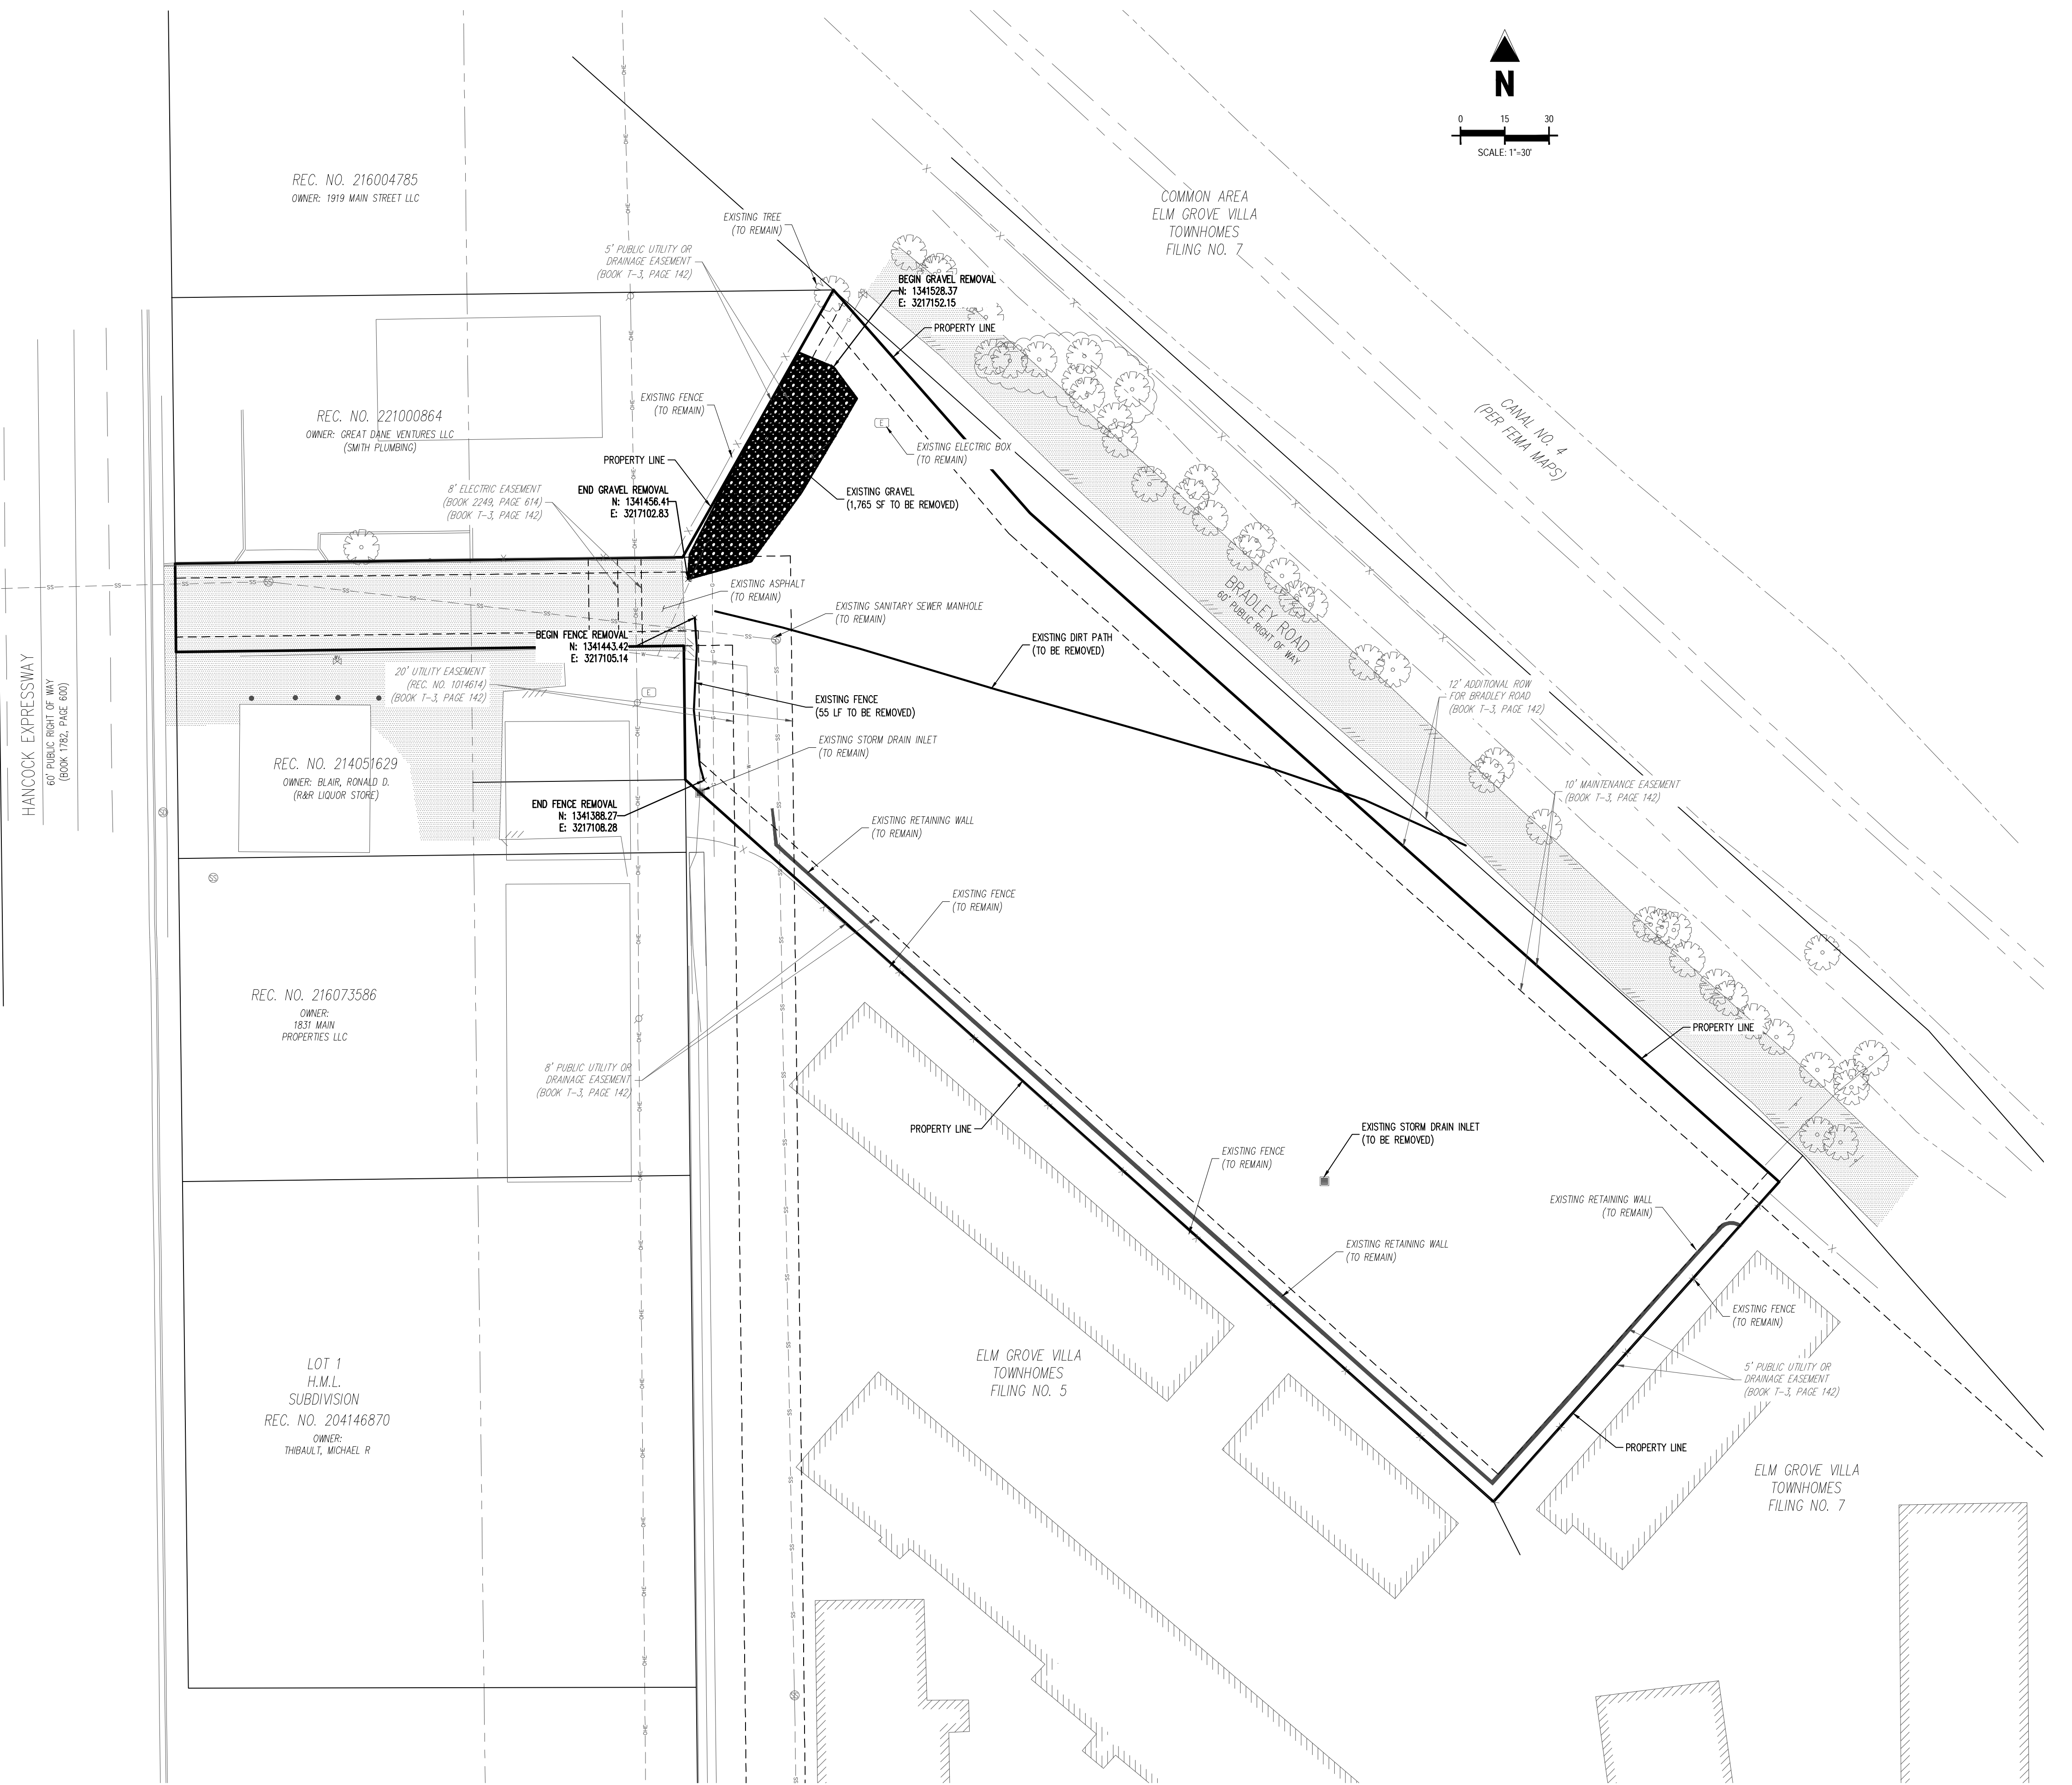 N
0 15 30
SCALE: 1"=30'
REC. NO. 216004785
OWNER: 1919 MAIN STREET LLC
EXISTING TREE
(TO REMAIN)
5' PUBLIC UTILITY OR
DRAINAGE EASEMENT
(BOOK T-3, PAGE 142)
COMMON AREA
ELM GROVE VILLA
TOWNHOMES
FILING NO. 7
BEGIN GRAVEL REMOVAL
N: 1341528.37
E: 3217152.15
PROPERTY LINE
CANAL NO. 4
(PER FEMA MAPS)
EXISTING FENCE
(TO REMAIN)
REC. NO. 221000864
OWNER: GREAT DANE VENTURES LLC
(SMITH PLUMBING)
E
EXISTING ELECTRIC BOX
(TO REMAIN)
PROPERTY LINE
8' ELECTRIC EASEMENT
(BOOK 2249, PAGE 614)
(BOOK T-3, PAGE 142)
END GRAVEL REMOVAL
N: 1341456.41
E: 3217102.83
EXISTING GRAVEL
(1,765 SF TO BE REMOVED)
EXISTING ASPHALT
(TO REMAIN)
EXISTING SANITARY SEWER MANHOLE
(TO REMAIN)
BRADLEY ROAD
60' PUBLIC RIGHT OF WAY
BEGIN FENCE REMOVAL
N: 1341443.42
E: 3217105.14
EXISTING DIRT PATH
(TO BE REMOVED)
HANCOCK EXPRESSWAY
60' PUBLIC RIGHT OF WAY
(BOOK 1782, PAGE 600)
20' UTILITY EASEMENT
(REC. NO. 1014614)
(BOOK T-3, PAGE 142)
E
EXISTING FENCE
(55 LF TO BE REMOVED)
12' ADDITIONAL ROW
FOR BRADLEY ROAD
(BOOK T-3, PAGE 142)
EXISTING STORM DRAIN INLET
(TO REMAIN)
REC. NO. 214051629
OWNER: BLAIR, RONALD D.
(R&R LIQUOR STORE)
10' MAINTENANCE EASEMENT
(BOOK T-3, PAGE 142)
END FENCE REMOVAL
N: 1341388.27
E: 3217108.28
EXISTING RETAINING WALL
(TO REMAIN)
EXISTING FENCE
(TO REMAIN)
REC. NO. 216073586
OWNER:
1831 MAIN
PROPERTIES LLC
PROPERTY LINE
8' PUBLIC UTILITY OR
DRAINAGE EASEMENT
(BOOK T-3, PAGE 142)
PROPERTY LINE
EXISTING STORM DRAIN INLET
(TO BE REMOVED)
EXISTING FENCE
(TO REMAIN)
EXISTING RETAINING WALL
(TO REMAIN)
EXISTING RETAINING WALL
(TO REMAIN)
EXISTING FENCE
(TO REMAIN)
ELM GROVE VILLA
TOWNHOMES
FILING NO. 5
5' PUBLIC UTILITY OR
DRAINAGE EASEMENT
(BOOK T-3, PAGE 142)
LOT 1
H.M.L.
SUBDIVISION
REC. NO. 204146870
OWNER:
THIBAULT, MICHAEL R
PROPERTY LINE
ELM GROVE VILLA
TOWNHOMES
FILING NO. 7